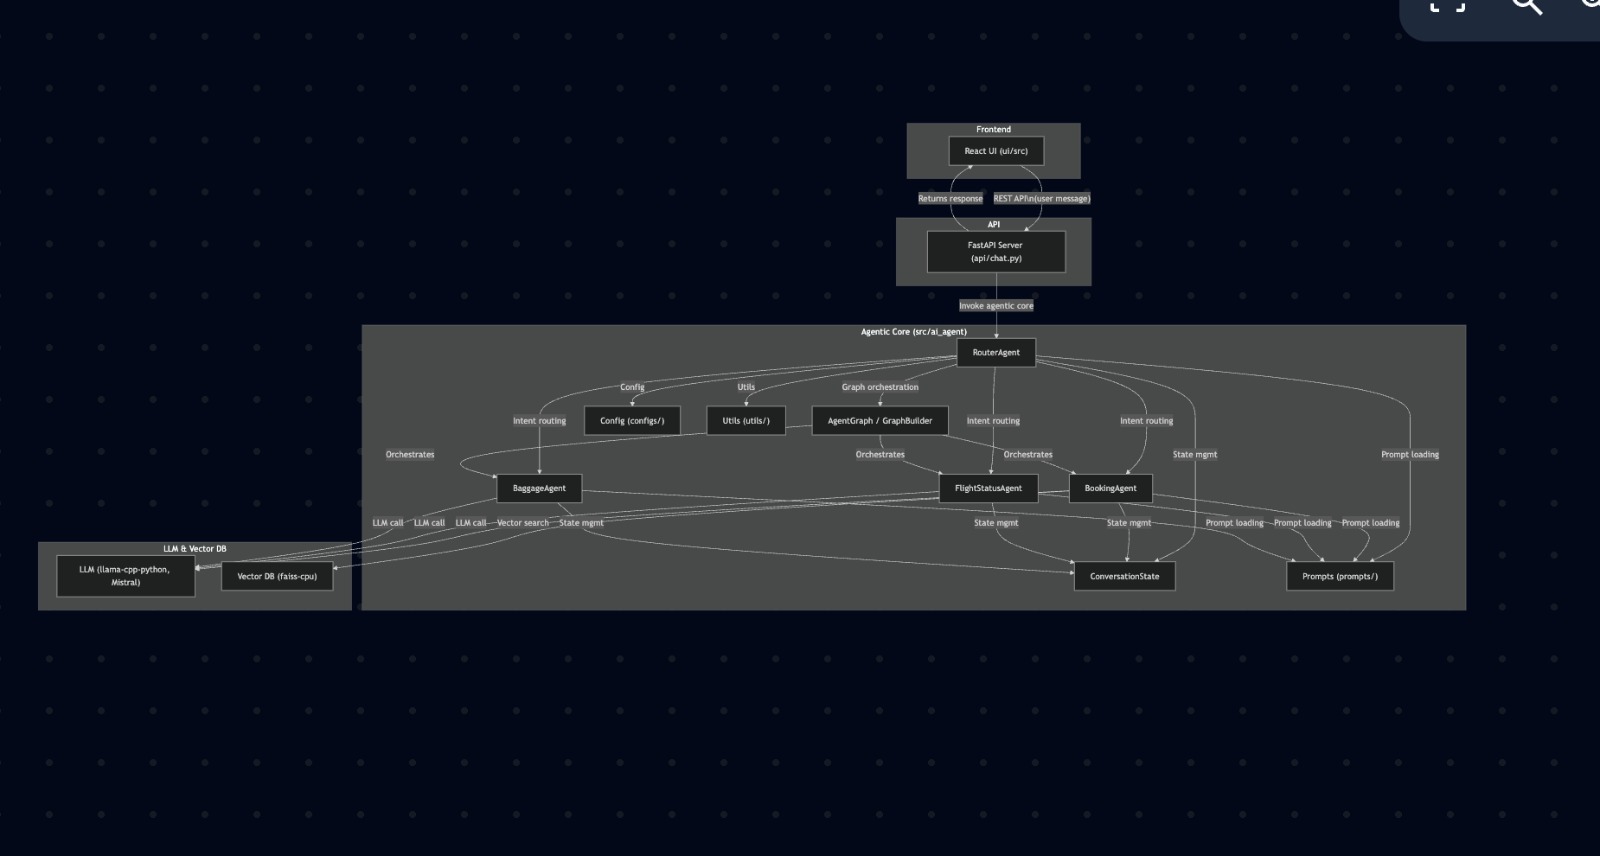 Frontend
React UI (ui/src)
Returns response
REST API\n(user message)
API
FastAPI Server
(api/chat.py)
Invoke agentic core
Agentic Core (src/ai_agent)
RouterAgent
Config
Utils
Graph orchestration
Intent routing
Config (configs/)
Utils (utils/)
AgentGraph / GraphBuilder
Intent routing
Intent routing
Orchestrates
Orchestrates
Orchestrates
State mgmt
Prompt loading
BaggageAgent
FlightStatusAgent
BookingAgent
LLM call
LLM call
LLM call
Vector search
State mgmt
State mgmt
State mgmt
Prompt loading
Prompt loading
Prompt loading
LLM & Vector DB
LLM (llama-cpp-python,
Mistral)
Vector DB (faiss-cpu)
ConversationState
Prompts (prompts/)